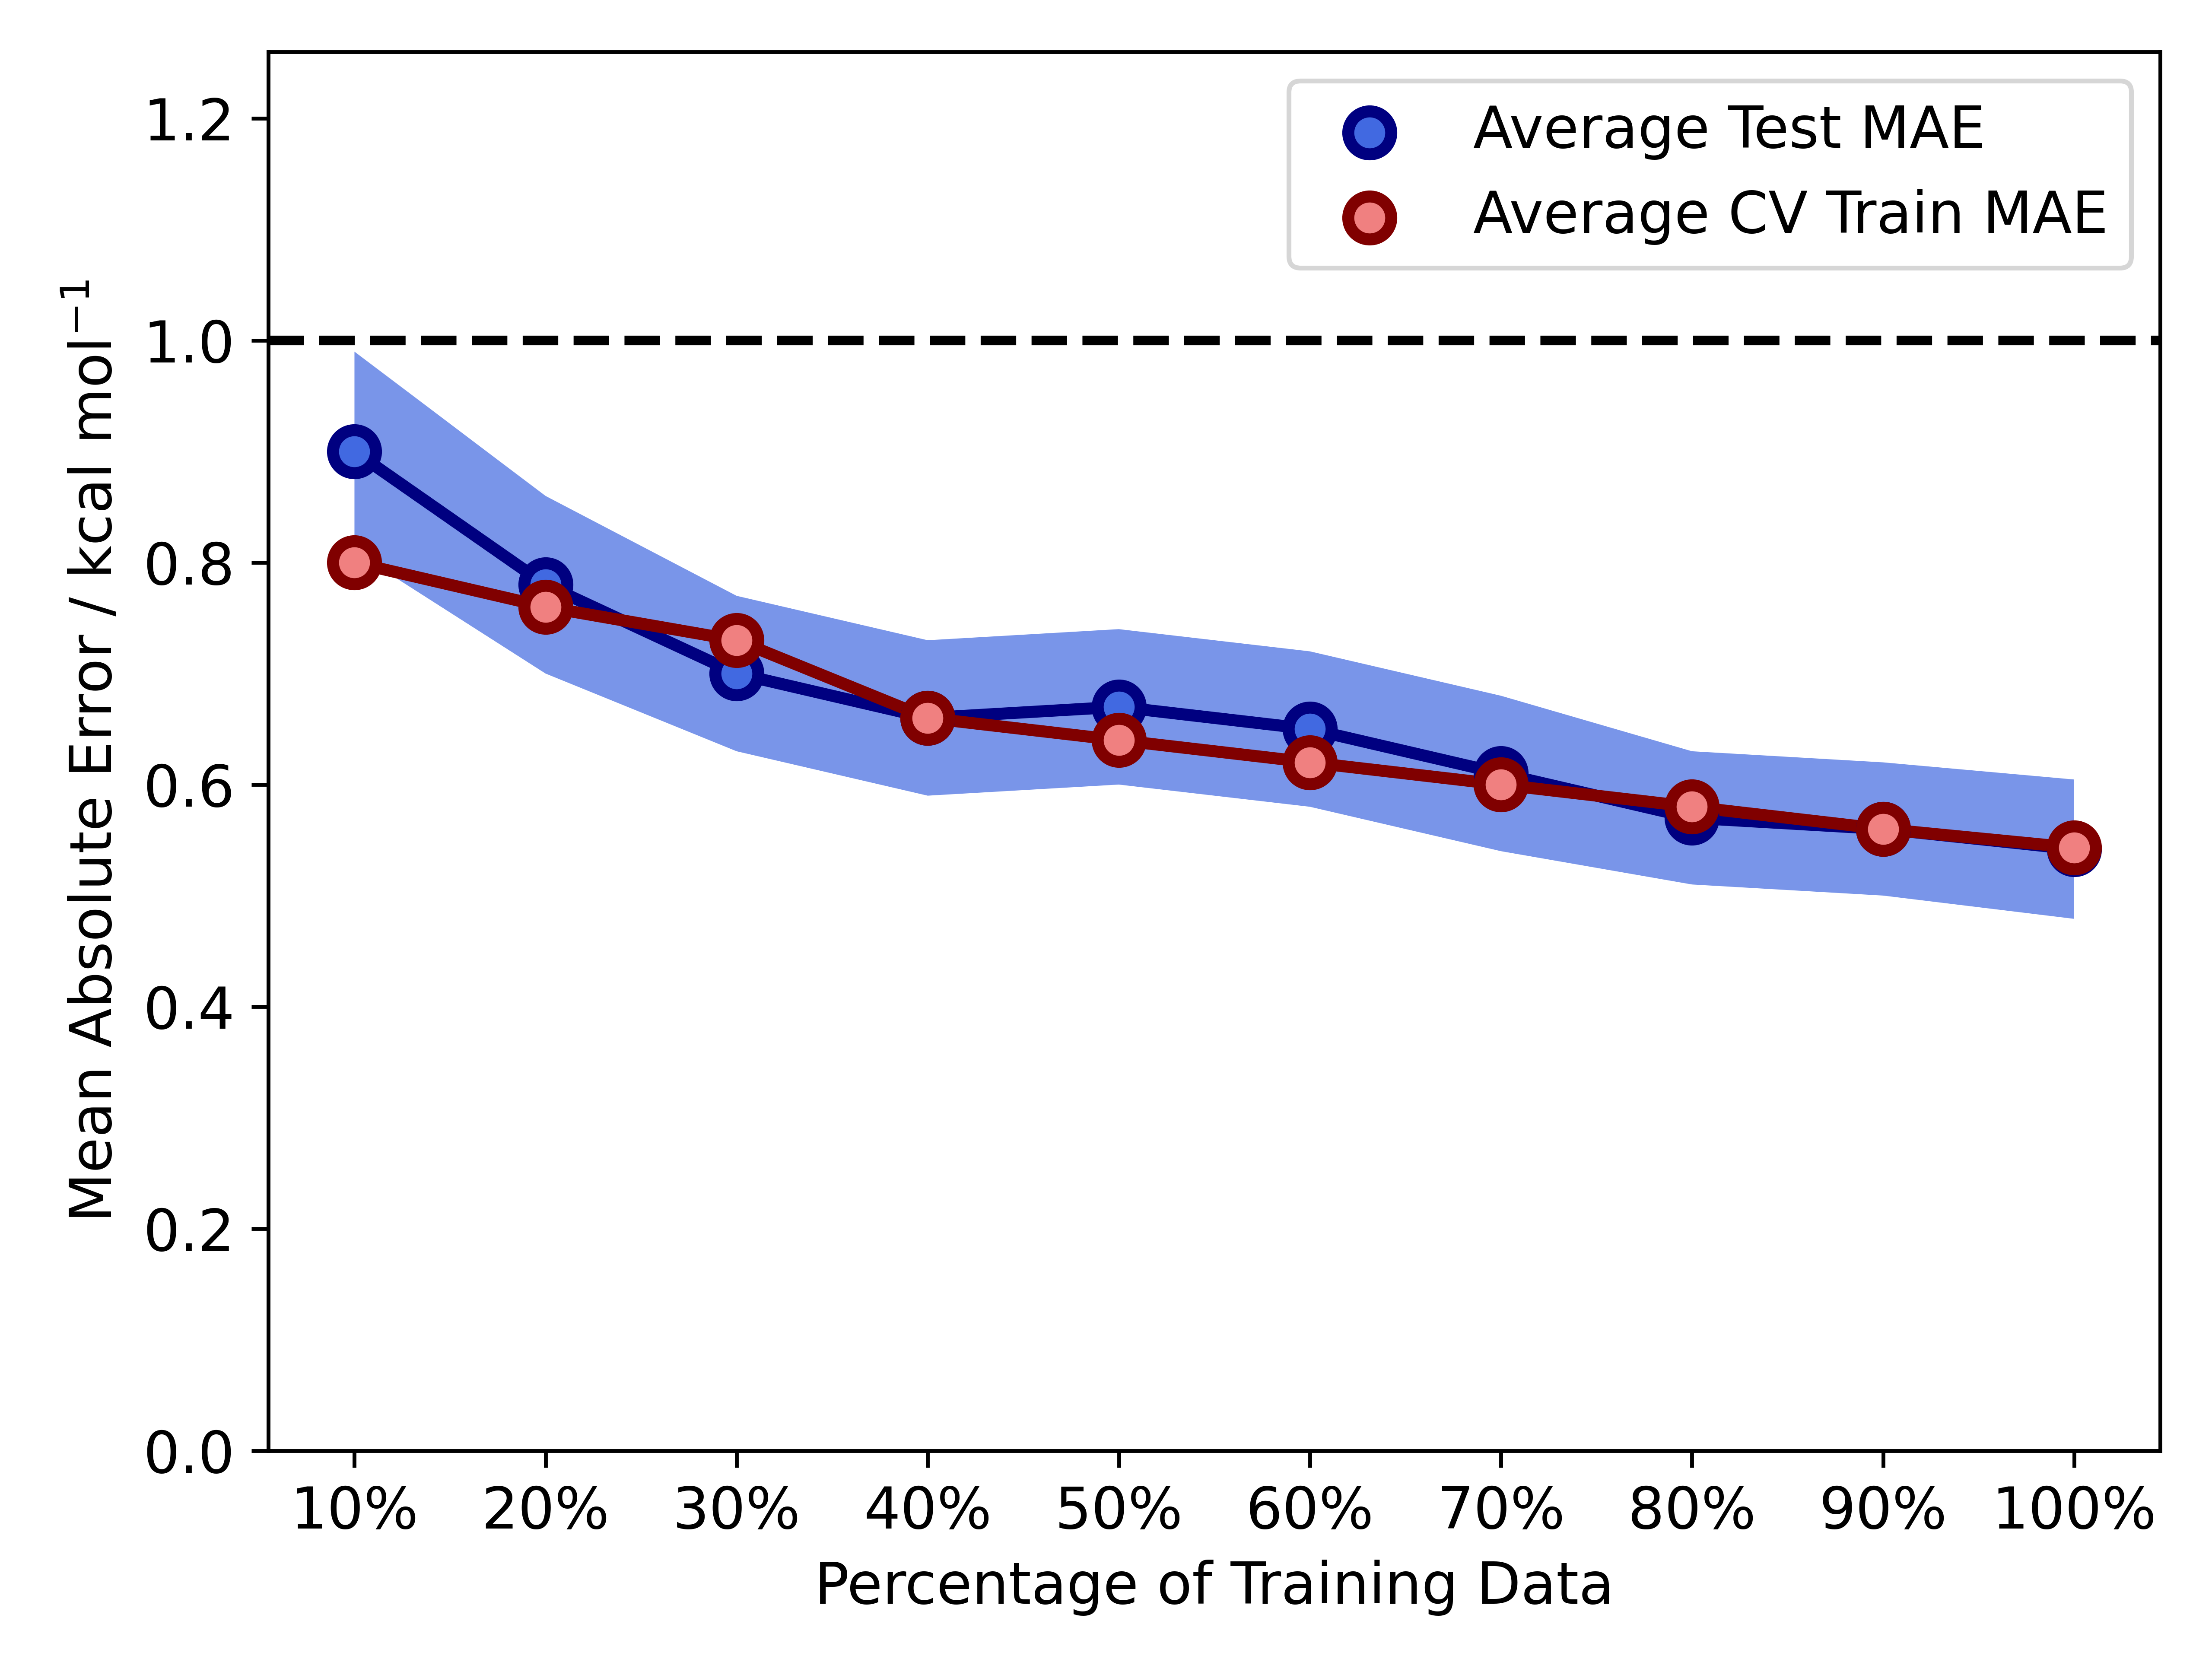 Average Test MAE
Average CV Train MAE
Mean Absolute Error / kcal mol⁻¹
1.2
1.0
0.8
0.6
0.4
0.2
0.0
10% 20% 30% 40% 50% 60% 70% 80% 90% 100%
Percentage of Training Data